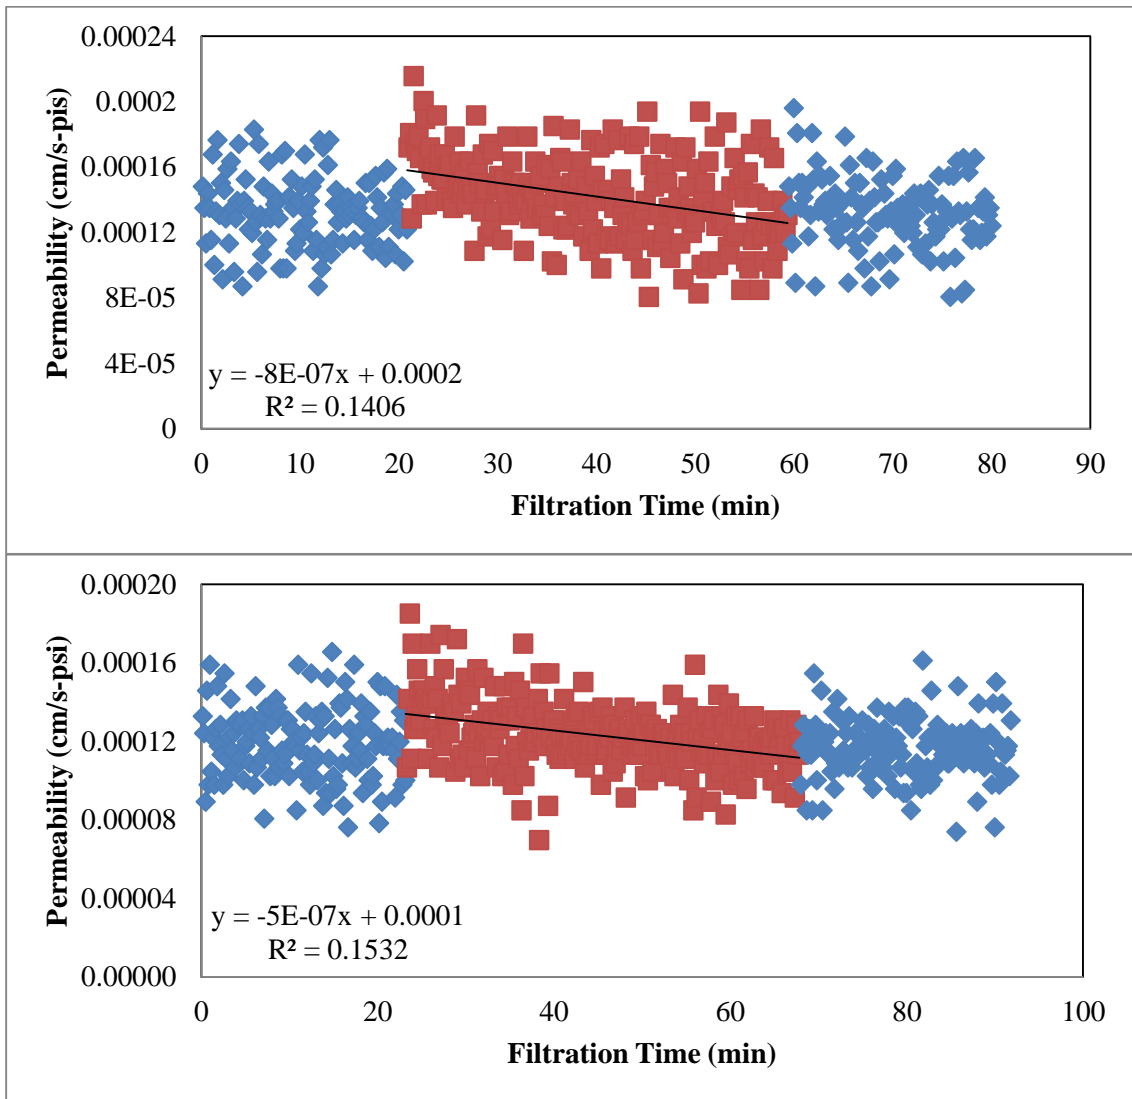 Permeability (cm/s-pis)
0.00024
0.0002
0.00016
0.00012
8E-05
4E-05
0
y = -8E-07x + 0.0002
R² = 0.1406
0 10 20 30 40 50 60 70 80 90
Filtration Time (min)
Permeability (cm/s-psi)
0.00020
0.00016
0.00012
0.00008
0.00004
0.00000
y = -5E-07x + 0.0001
R² = 0.1532
0 20 40 60 80 100
Filtration Time (min)